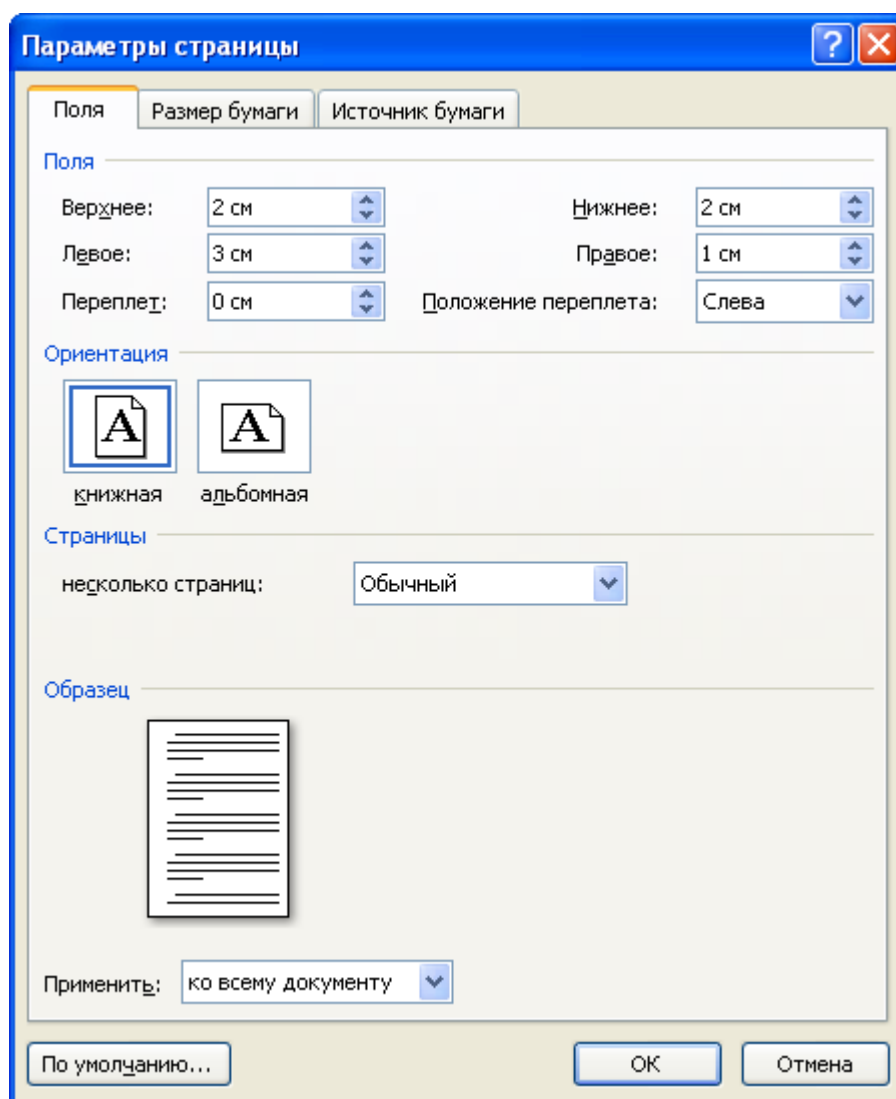 Параметры страницы
Поля Размер бумаги Источник бумаги
Поля
Верхнее: 2 см Нижнее: 2 см
Левое: 3 см Правое: 1 см
Переплет: 0 см Положение переплета: Слева
Ориентация
A A
книжная альбомная
Страницы
несколько страниц: Обычный
Образец
Применить: ко всему документу
По умолчанию... ОК Отмена